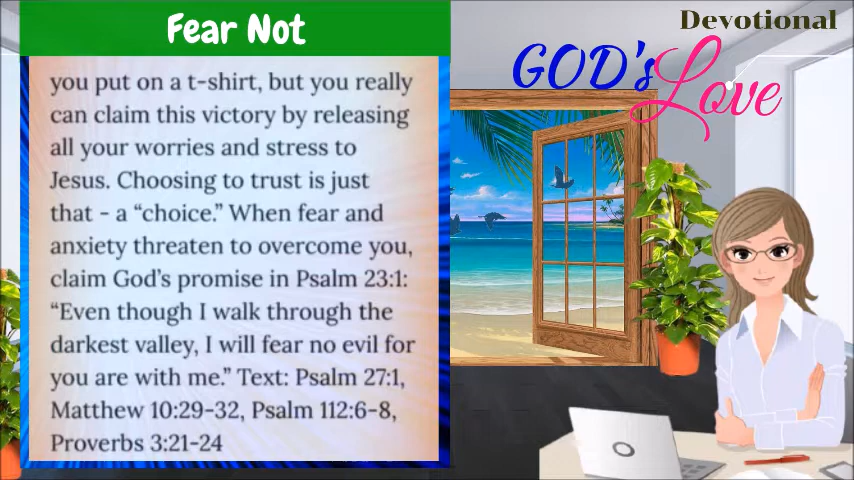 Fear Not
you put on a t-shirt, but you really
can claim this victory by releasing
all your worries and stress to
Jesus. Choosing to trust is just
that - a “choice.” When fear and
anxiety threaten to overcome you,
claim God’s promise in Psalm 23:1:
“Even though I walk through the
darkest valley, I will fear no evil for
you are with me.” Text: Psalm 27:1,
Matthew 10:29-32, Psalm 112:6-8,
Proverbs 3:21-24
Devotional
GOD's
Love